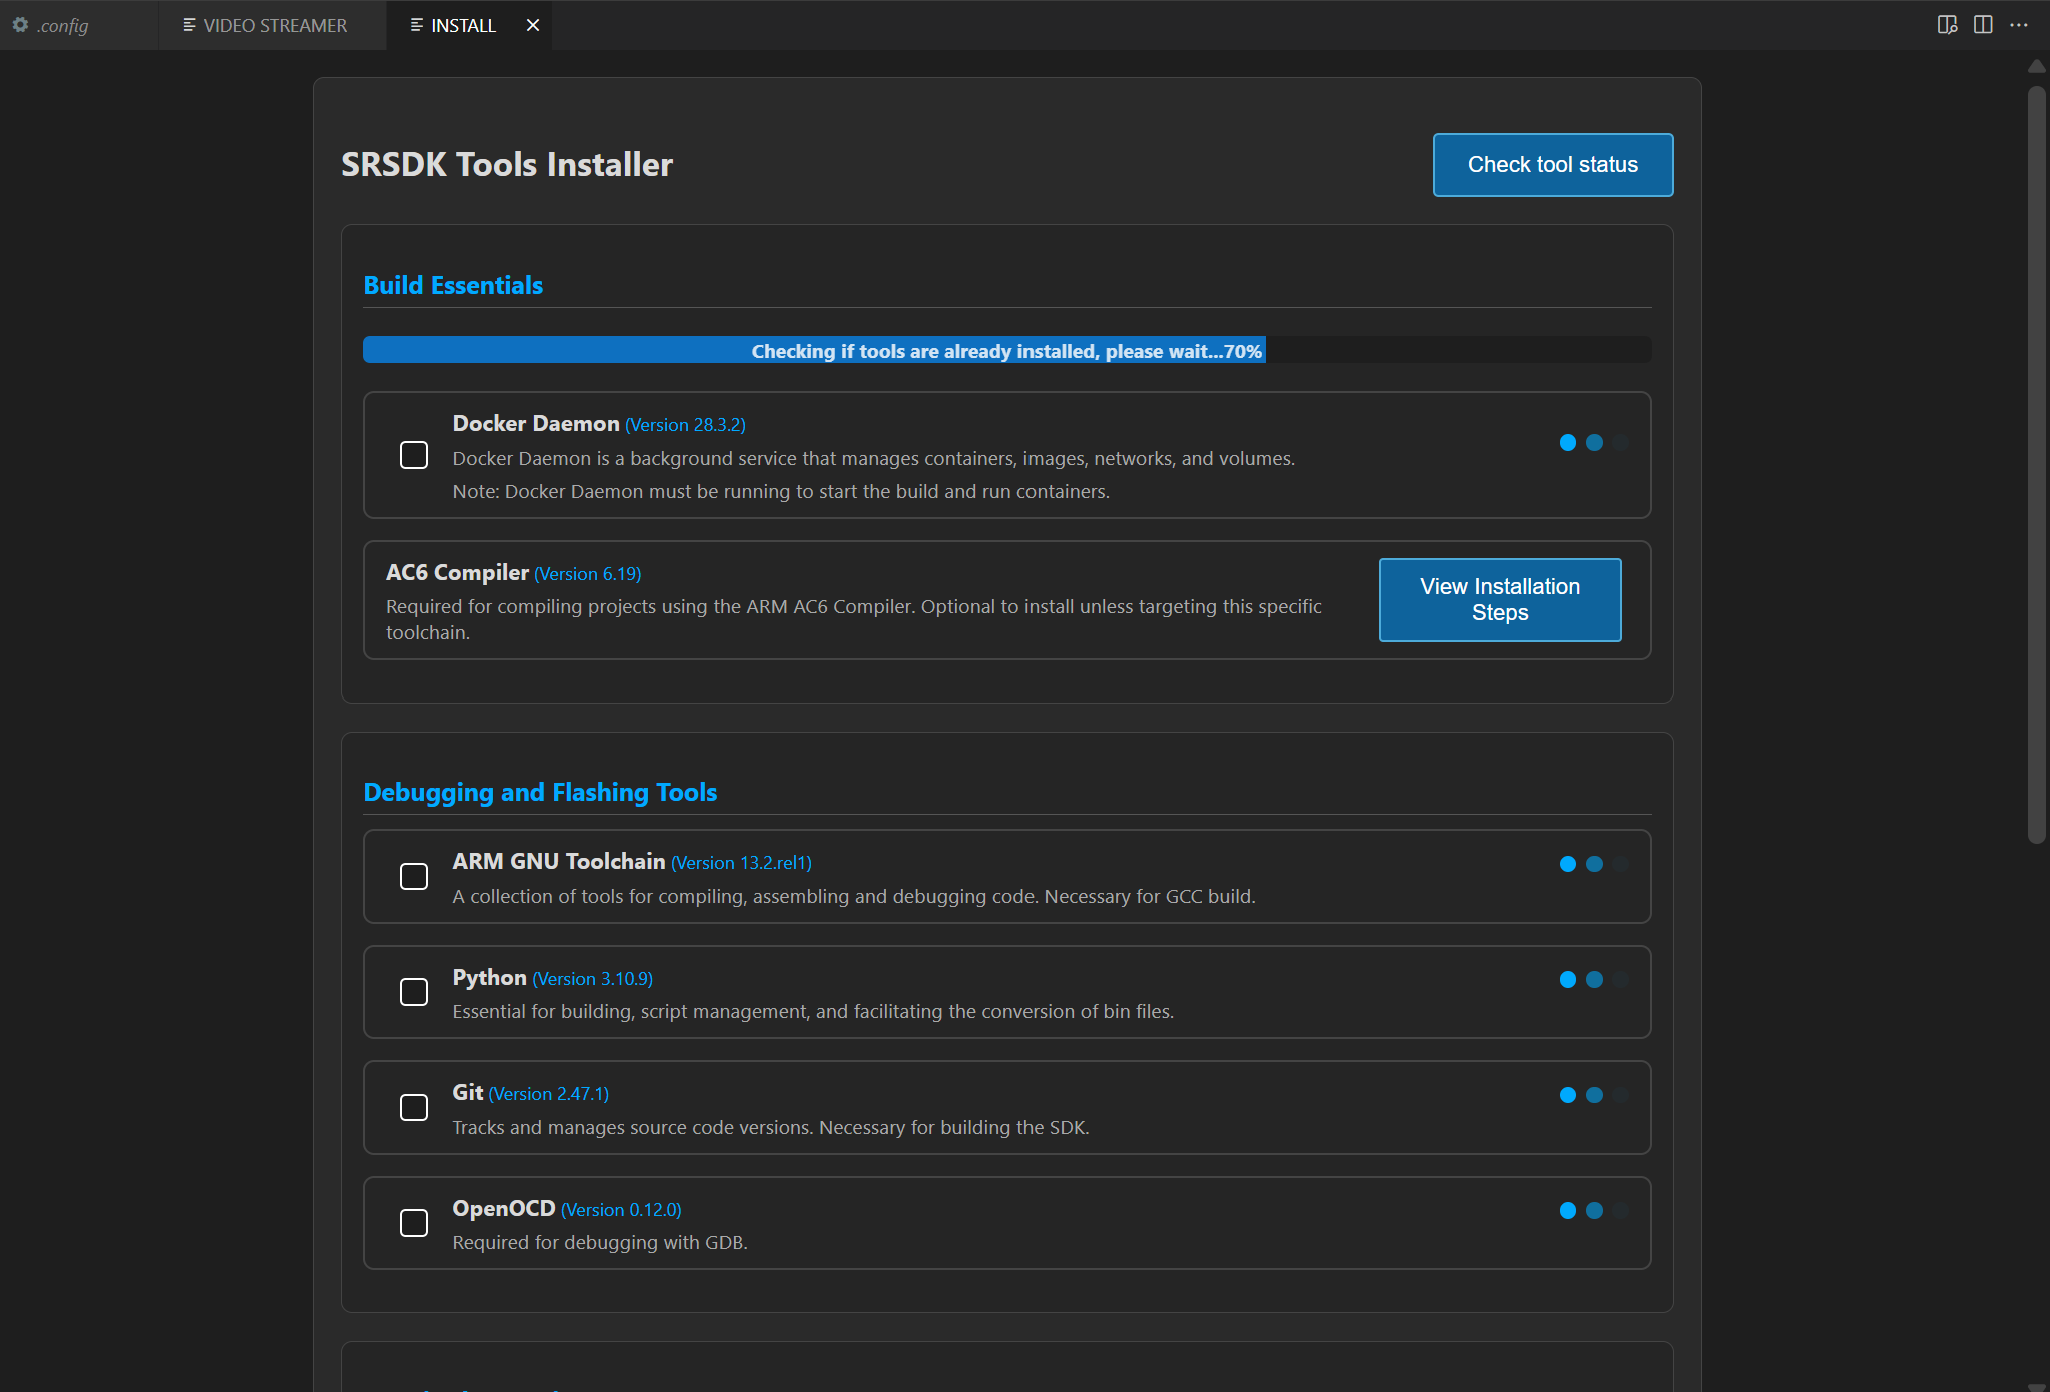 .config
VIDEO STREAMER
INSTALL
SRSDK Tools Installer
Check tool status
Build Essentials
Checking if tools are already installed, please wait...70%
Docker Daemon (Version 28.3.2)
Docker Daemon is a background service that manages containers, images, networks, and volumes.
Note: Docker Daemon must be running to start the build and run containers.
AC6 Compiler (Version 6.19)
Required for compiling projects using the ARM AC6 Compiler. Optional to install unless targeting this specific
toolchain.
View Installation
Steps
Debugging and Flashing Tools
ARM GNU Toolchain (Version 13.2.rel1)
A collection of tools for compiling, assembling and debugging code. Necessary for GCC build.
Python (Version 3.10.9)
Essential for building, script management, and facilitating the conversion of bin files.
Git (Version 2.47.1)
Tracks and manages source code versions. Necessary for building the SDK.
OpenOCD (Version 0.12.0)
Required for debugging with GDB.